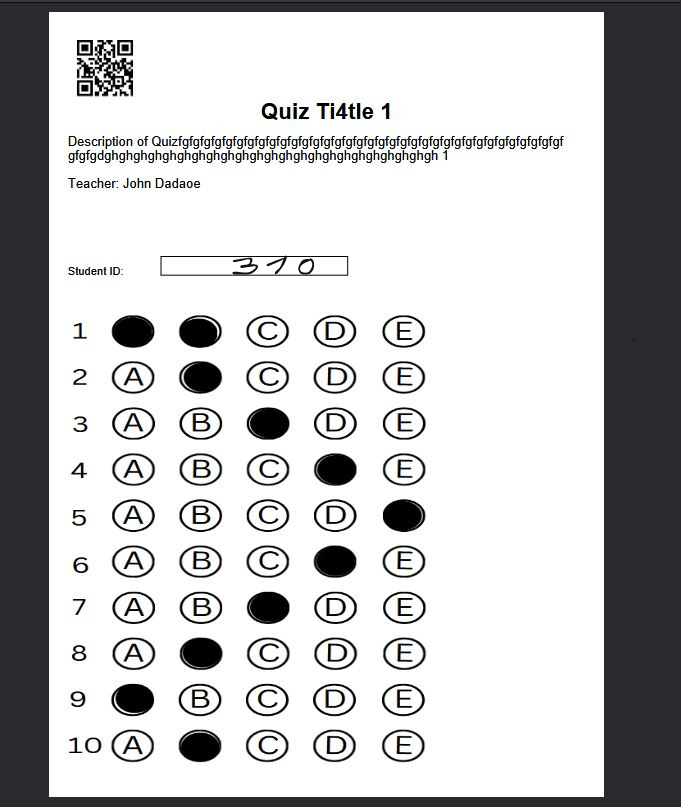 Quiz Ti4tle 1
Description of Quizfgfgfgfgfgfgfgfgfgfgfgfgfgfgfgfgfgfgfgfgfgfgfgfgfgfgfgfgfgfgfgfgfgfgfgf
gfgfgdghghghghghghghghghghghghghghghghghghghghghghgh 1
Teacher: John Dadaoe
Student ID: 310
1 C D E
2 A C D E
3 A B D E
4 A B C E
5 A B C D
6 A B C E
7 A B D E
8 A C D E
9 B C D E
10 A C D E